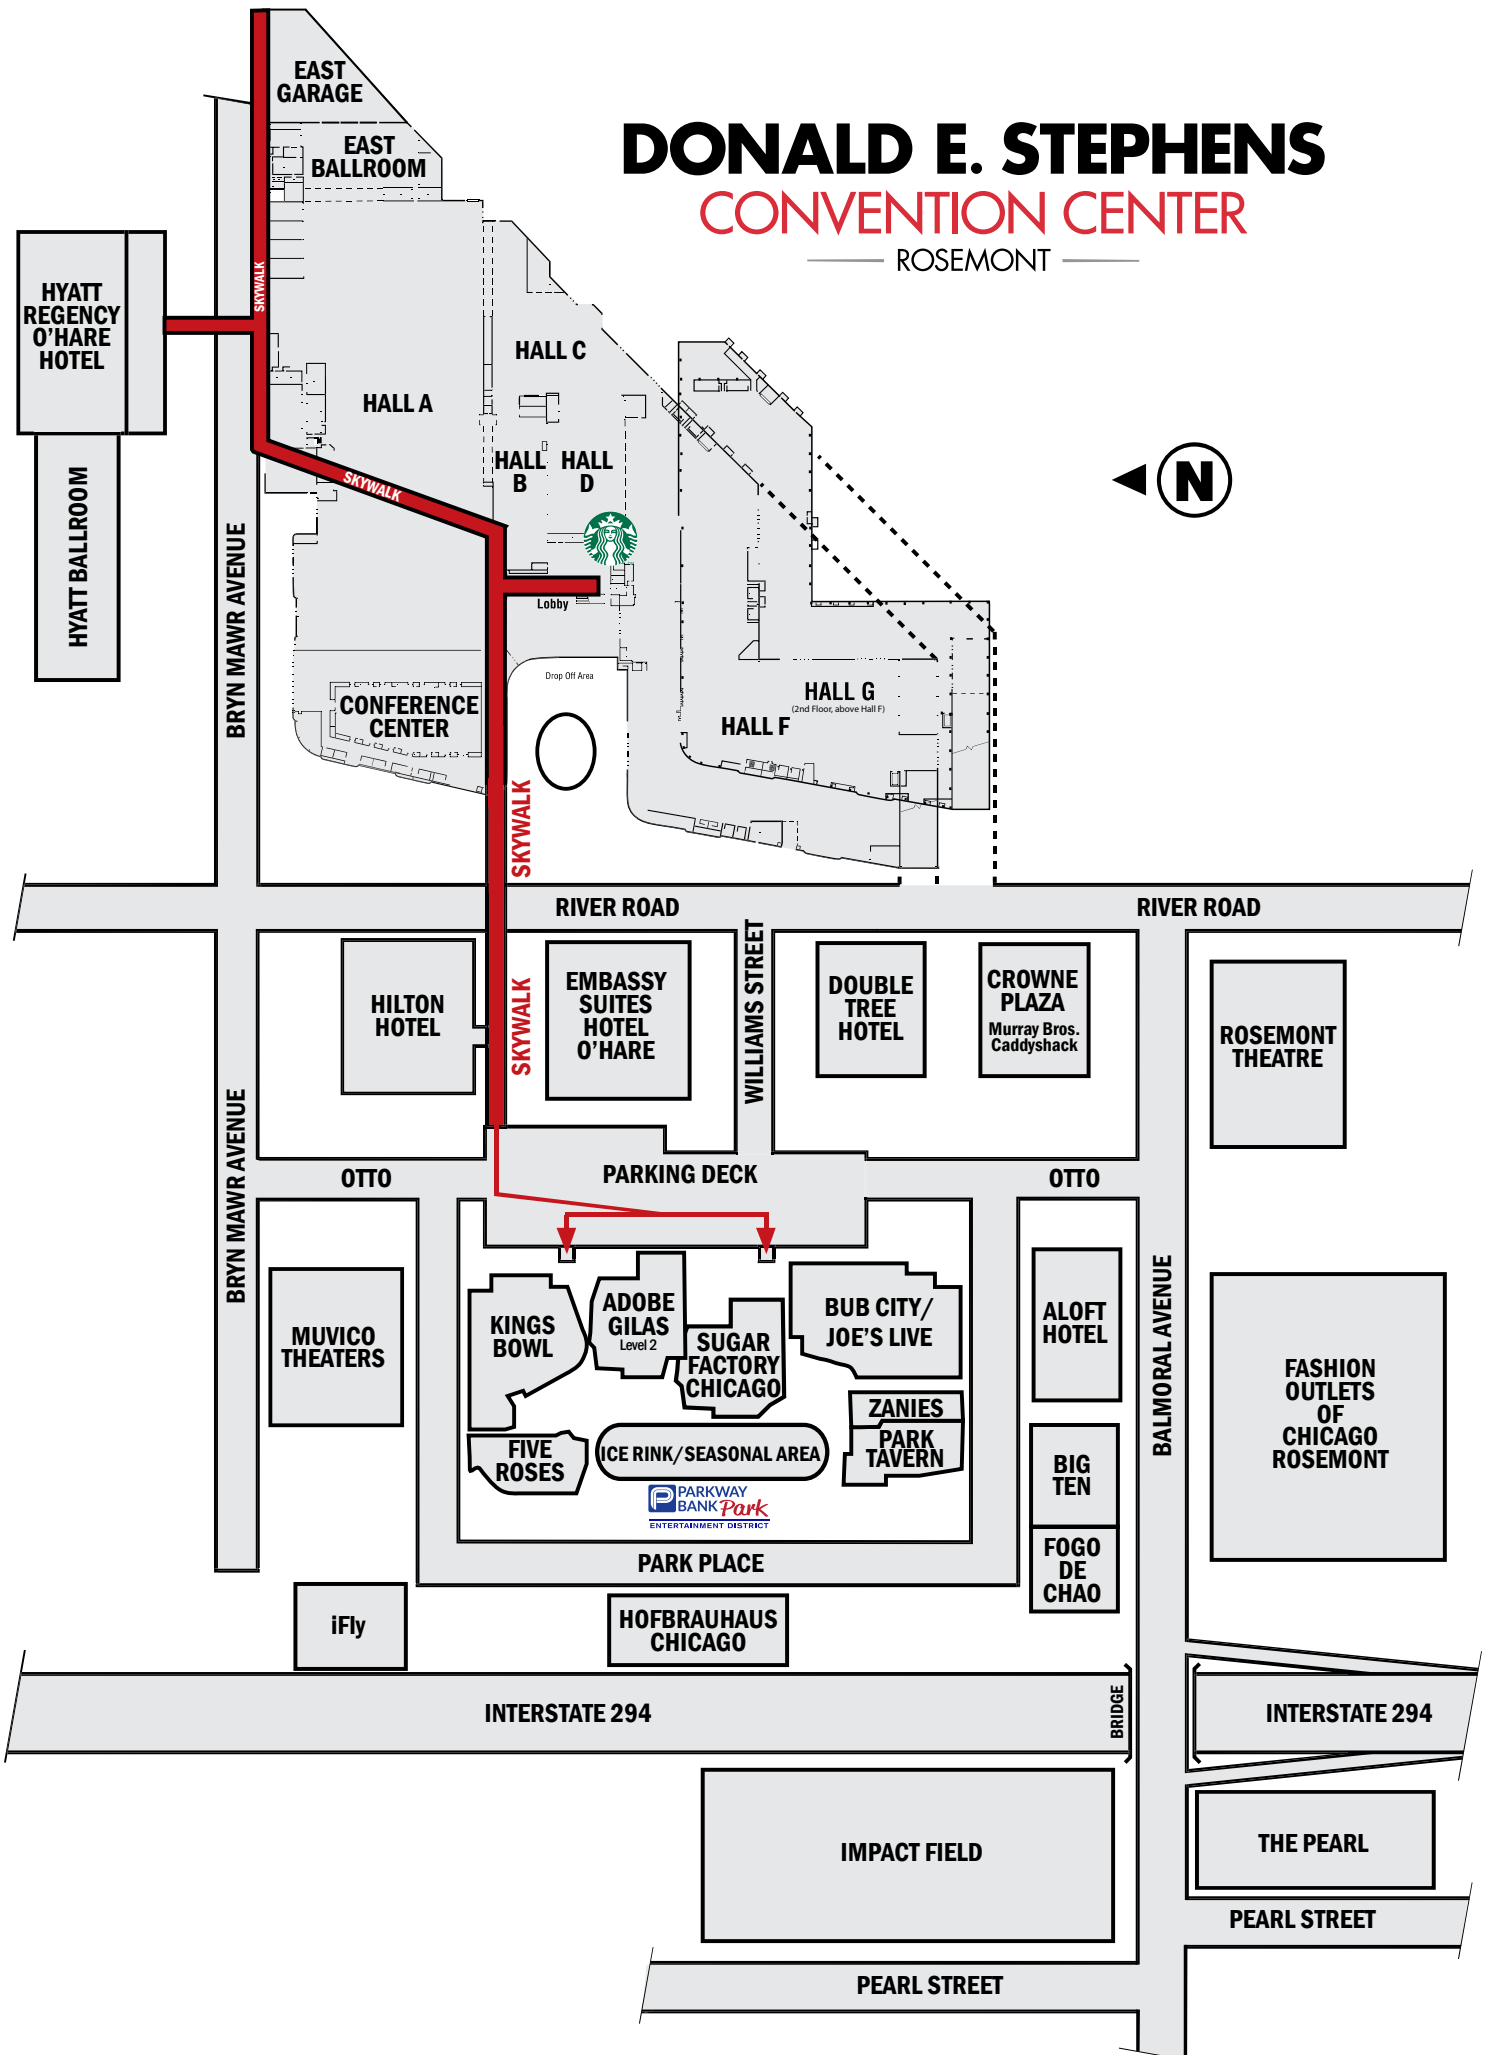 DONALD E. STEPHENS
CONVENTION CENTER
ROSEMONT
EAST
GARAGE
EAST
BALLROOM
SKYWALK
HYATT
REGENCY
O'HARE
HOTEL
HYATT BALLROOM
BRYN MAWR AVENUE
HALL A
HALL C
HALL
B
HALL
D
SKYWALK
N
Lobby
Drop Off Area
CONFERENCE
CENTER
HALL G
(2nd Floor, above Hall F)
HALL F
SKYWALK
RIVER ROAD
RIVER ROAD
HILTON
HOTEL
SKYWALK
EMBASSY
SUITES
HOTEL
O'HARE
WILLIAMS STREET
DOUBLE
TREE
HOTEL
CROWNE
PLAZA
Murray Bros.
Caddyshack
ROSEMONT
THEATRE
BRYN MAWR AVENUE
OTTO
PARKING DECK
OTTO
MUVICO
THEATERS
KINGS
BOWL
ADOBE
GILAS
Level 2
SUGAR
FACTORY
CHICAGO
BUB CITY/
JOE'S LIVE
ALOFT
HOTEL
BALMORAL AVENUE
FASHION
OUTLETS
OF
CHICAGO
ROSEMONT
ZANIES
PARK
TAVERN
FIVE
ROSES
ICE RINK/SEASONAL AREA
P PARKWAY
BANK Park
ENTERTAINMENT DISTRICT
BIG
TEN
FOGO
DE
CHAO
PARK PLACE
iFly
HOFBRAUHAUS
CHICAGO
INTERSTATE 294
BRIDGE
INTERSTATE 294
IMPACT FIELD
THE PEARL
PEARL STREET
PEARL STREET